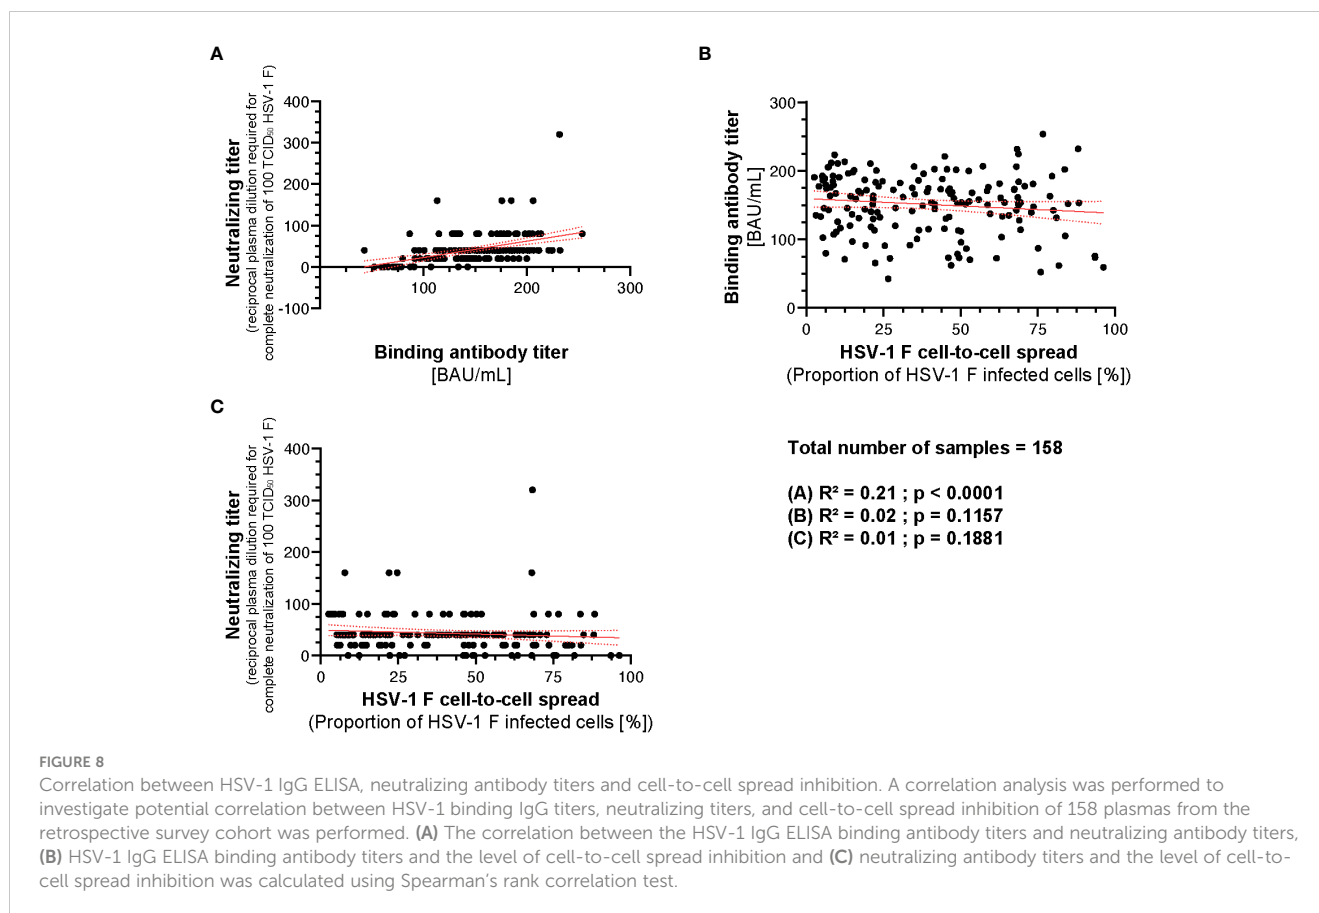 A
Neutralizing titer
(reciprocal plasma dilution required for
complete neutralization of 100 TCID₅₀ HSV-1 F)
400
300
200
100
0
-100
100
200
300
Binding antibody titer
[BAU/mL]
B
Binding antibody titer
[BAU/mL]
300
200
100
0
0
25
50
75
100
HSV-1 F cell-to-cell spread
(Proportion of HSV-1 F infected cells [%])
C
Neutralizing titer
(reciprocal plasma dilution required for
complete neutralization of 100 TCID₅₀ HSV-1 F)
400
300
200
100
0
0
25
50
75
100
HSV-1 F cell-to-cell spread
(Proportion of HSV-1 F infected cells [%])
Total number of samples = 158
(A) R² = 0.21 ; p < 0.0001
(B) R² = 0.02 ; p = 0.1157
(C) R² = 0.01 ; p = 0.1881
FIGURE 8
Correlation between HSV-1 IgG ELISA, neutralizing antibody titers and cell-to-cell spread inhibition. A correlation analysis was performed to
investigate potential correlation between HSV-1 binding IgG titers, neutralizing titers, and cell-to-cell spread inhibition of 158 plasmas from the
retrospective survey cohort was performed. (A) The correlation between the HSV-1 IgG ELISA binding antibody titers and neutralizing antibody titers,
(B) HSV-1 IgG ELISA binding antibody titers and the level of cell-to-cell spread inhibition and (C) neutralizing antibody titers and the level of cell-to-
cell spread inhibition was calculated using Spearman's rank correlation test.